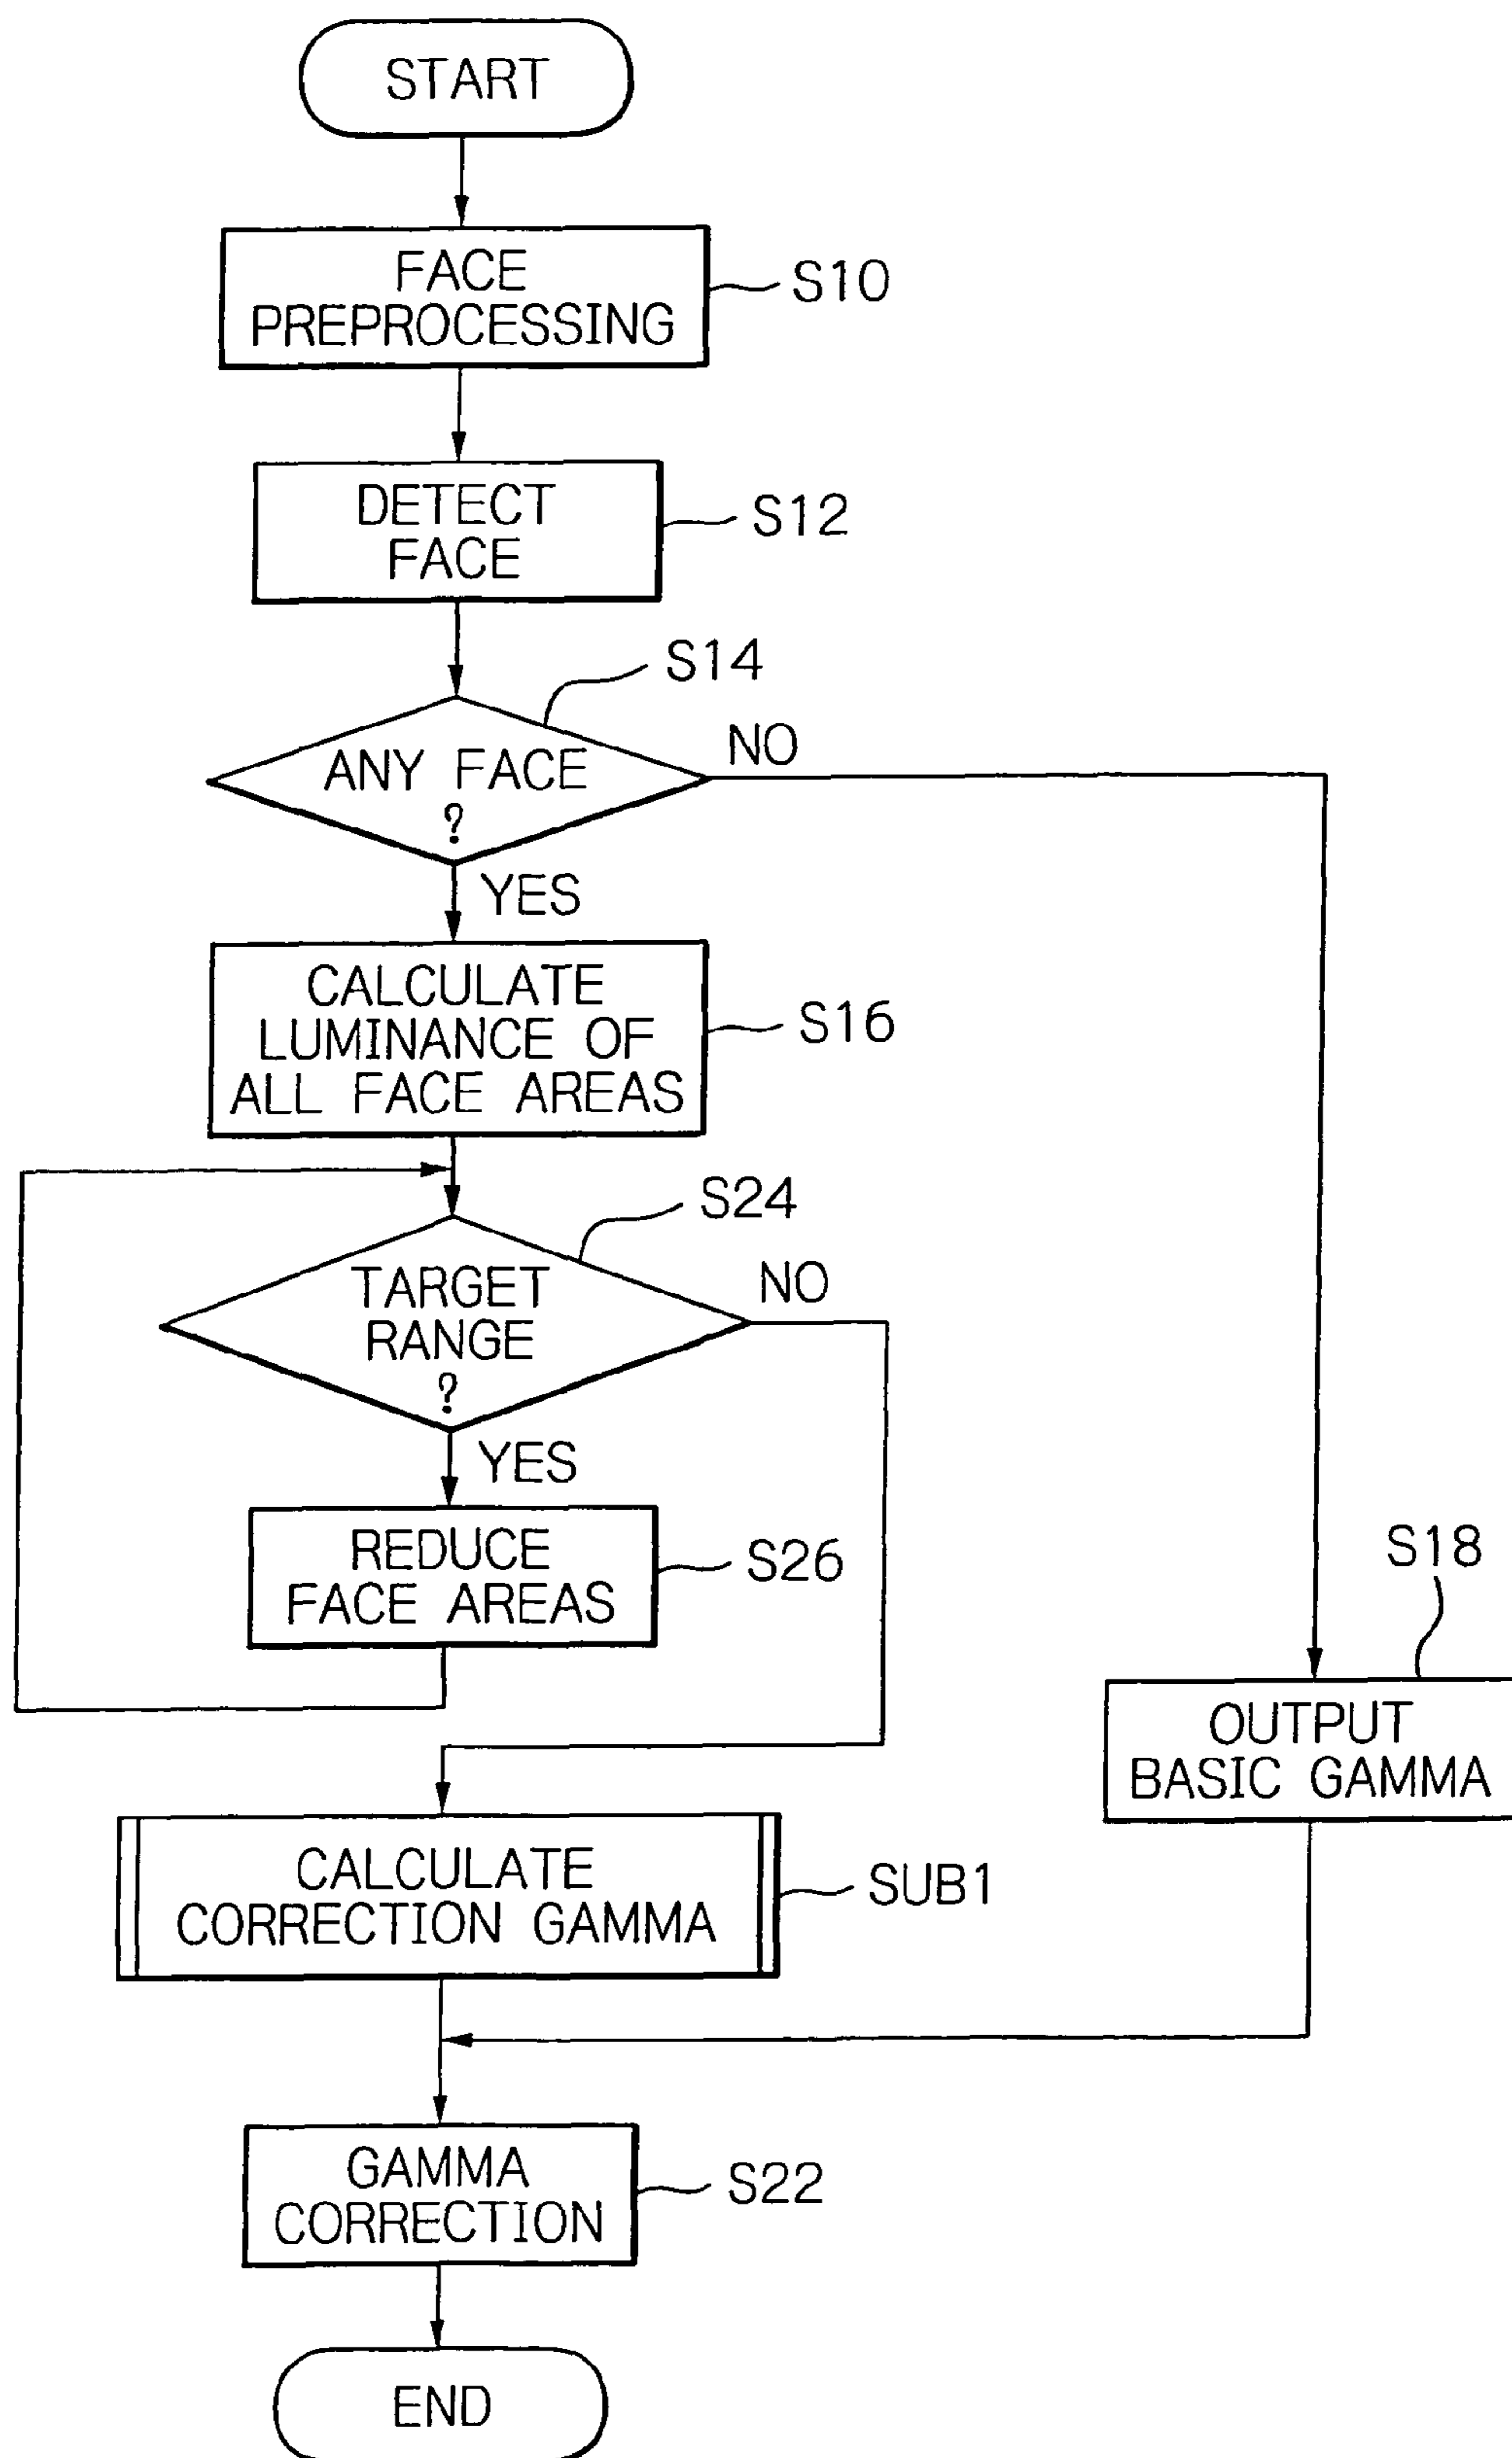 START
FACE
PREPROCESSING
S10
DETECT
FACE
S12
S14
ANY FACE
?
NO
YES
CALCULATE
LUMINANCE OF
ALL FACE AREAS
S16
S24
TARGET
RANGE
?
NO
YES
REDUCE
FACE AREAS
S26
S18
OUTPUT
BASIC GAMMA
CALCULATE
CORRECTION GAMMA
SUB1
GAMMA
CORRECTION
S22
END